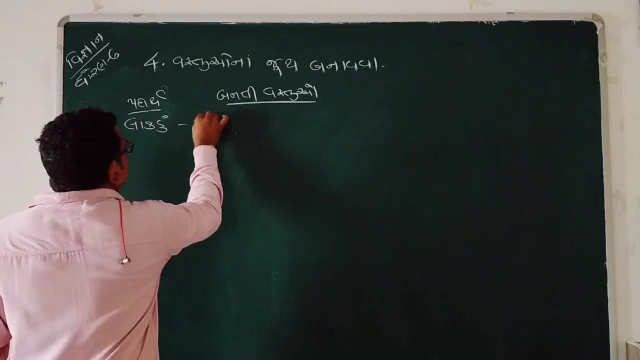 વિજ્ઞાન
ધોરણ-6
4. વસ્તુઓનાં જૂથ બનાવવા.
પદાર્થ બનતી વસ્તુઓ
લાકડું -